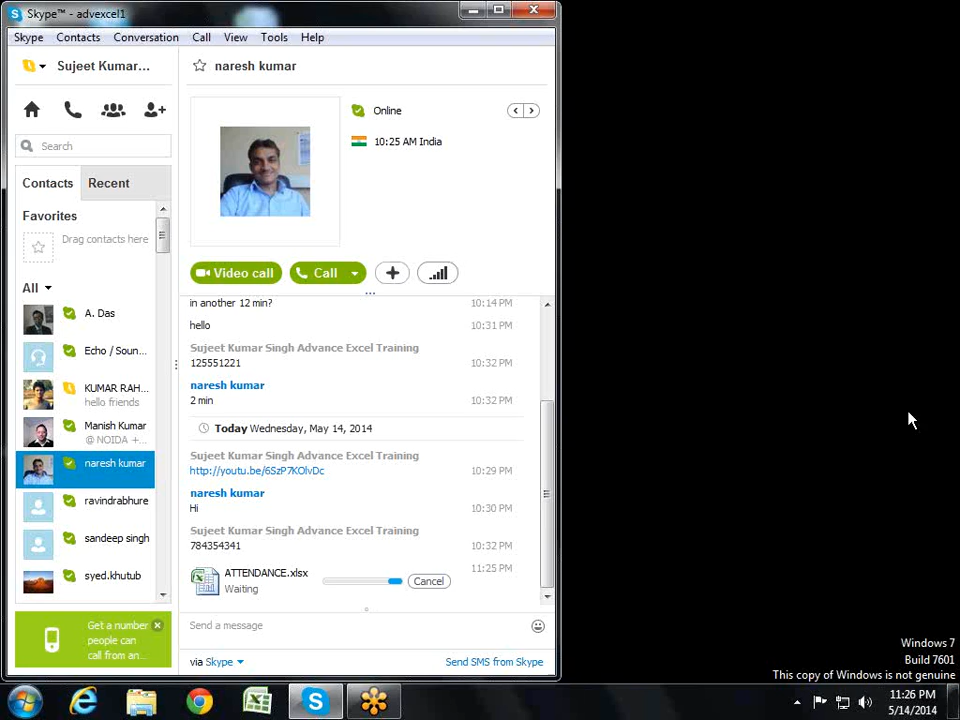 Skype™ - advexcel1
Skype Contacts Conversation Call View Tools Help
Sujeet Kumar...
Search
Contacts Recent
Favorites
Drag contacts here
All
A. Das
Echo / Soun...
KUMAR RAH...
hello friends
Manish Kumar
@ NOIDA +...
naresh kumar
ravindrabhure
sandeep singh
syed.khutub
Get a number
people can
call from an...
naresh kumar
Online
10:25 AM India
Video call Call
in another 12 min? 10:14 PM
hello 10:31 PM
Sujeet Kumar Singh Advance Excel Training
125551221 10:32 PM
naresh kumar
2 min 10:32 PM
Today Wednesday, May 14, 2014
Sujeet Kumar Singh Advance Excel Training
http://youtu.be/6SzP7KOlvDc 10:29 PM
naresh kumar
Hi 10:30 PM
Sujeet Kumar Singh Advance Excel Training
784354341 10:32 PM
ATTENDANCE.xlsx 11:25 PM
Waiting Cancel
Send a message
via Skype Send SMS from Skype
Windows 7
Build 7601
This copy of Windows is not genuine
11:26 PM
5/14/2014